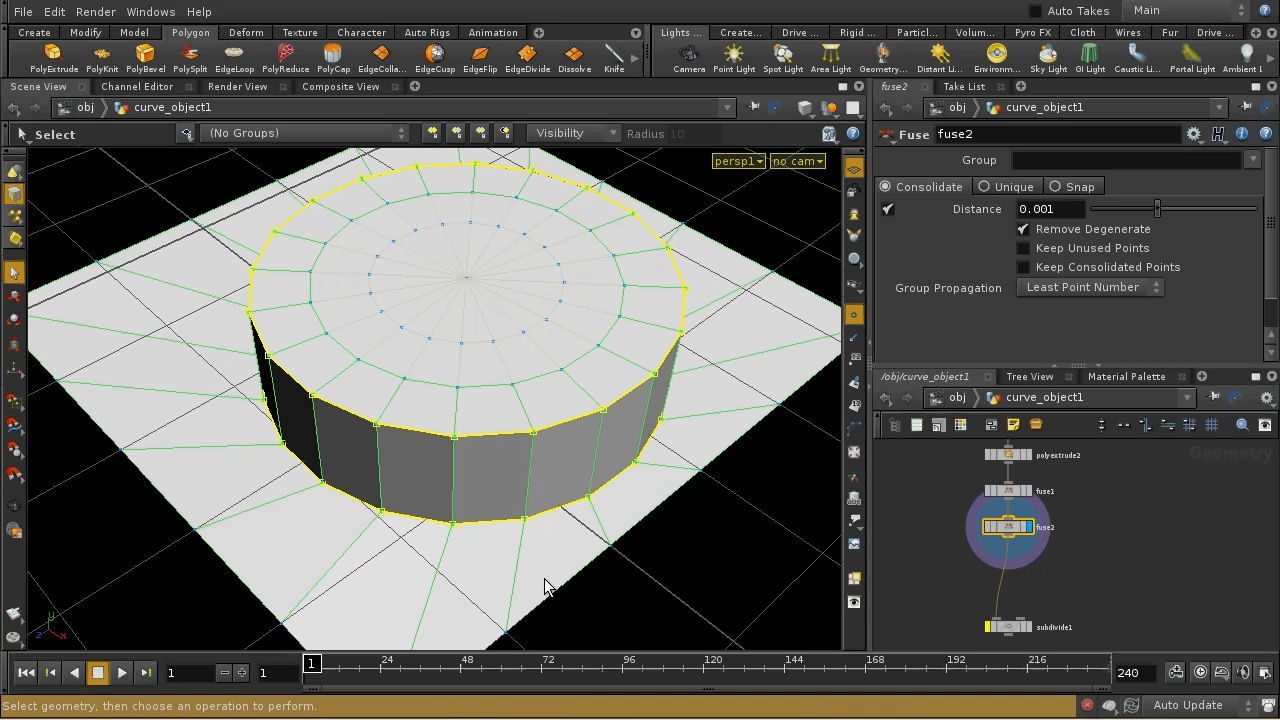 File Edit Render Windows Help Auto Takes Main
Create Modify Model Polygon Deform Texture Character Auto Rigs Animation Lights ... Create... Drive ... Rigid ... Particl... Volum... Pyro FX Cloth Wires Fur Drive ...
PolyExtrude PolyKnit PolyBevel PolySplit EdgeLoop PolyReduce PolyCap EdgeColla... EdgeCusp EdgeFlip EdgeDivide Dissolve Knife Camera Point Light Spot Light Area Light Geometry... Distant Li... Environm... Sky Light GI Light Caustic Li... Portal Light Ambient L
Scene View Channel Editor Render View Composite View fuse2 Take List
obj curve_object1 obj curve_object1
Select (No Groups) Visibility Radius 10 Fuse fuse2
persp1 no cam
Group
Consolidate Unique Snap
Distance 0.001
Remove Degenerate
Keep Unused Points
Keep Consolidated Points
Group Propagation Least Point Number
/obj/curve_object1 Tree View Material Palette
obj curve_object1
Geometry
polyextrude2
fuse1
fuse2
subdivide1
y z x
1 1 1 24 48 72 96 120 144 168 192 216 240
Select geometry, then choose an operation to perform. Auto Update